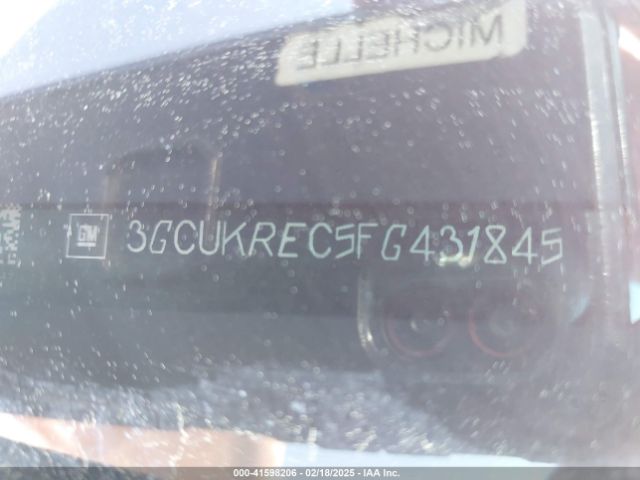 MICHELLE
GM 3GCUKREC5FG431845
000-41598206 - 02/18/2025 - IAA Inc.